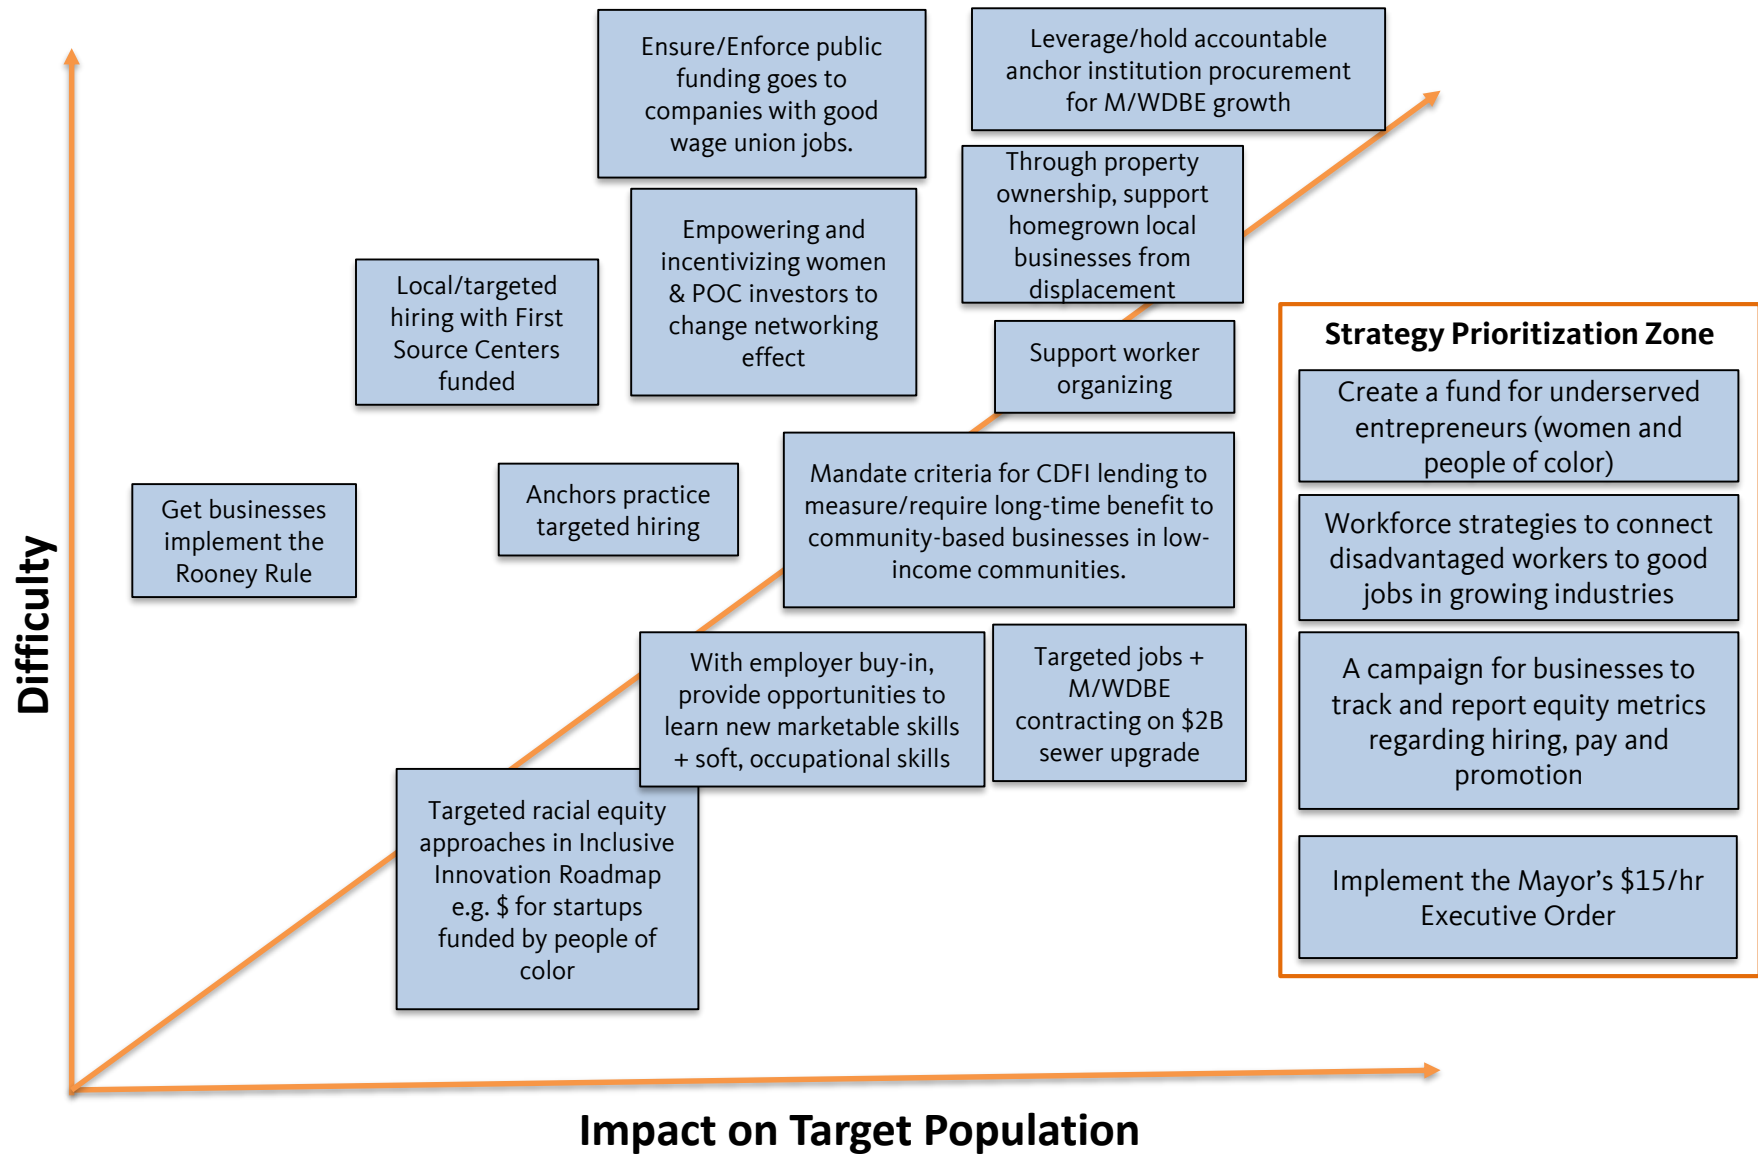 Ensure/Enforce public
funding goes to
companies with good
wage union jobs.
Leverage/hold accountable
anchor institution procurement
for M/WDBE growth
Through property
ownership, support
homegrown local
businesses from
displacement
Empowering and
incentivizing women
& POC investors to
change networking
effect
Local/targeted
hiring with First
Source Centers
funded
Support worker
organizing
Strategy Prioritization Zone
Create a fund for underserved
entrepreneurs (women and
people of color)
Workforce strategies to connect
disadvantaged workers to good
jobs in growing industries
A campaign for businesses to
track and report equity metrics
regarding hiring, pay and
promotion
Implement the Mayor’s $15/hr
Executive Order
Get businesses
implement the
Rooney Rule
Anchors practice
targeted hiring
Mandate criteria for CDFI lending to
measure/require long-time benefit to
community-based businesses in low-
income communities.
With employer buy-in,
provide opportunities to
learn new marketable skills
+ soft, occupational skills
Targeted jobs +
M/WDBE
contracting on $2B
sewer upgrade
Targeted racial equity
approaches in Inclusive
Innovation Roadmap
e.g. $ for startups
funded by people of
color
Difficulty
Impact on Target Population